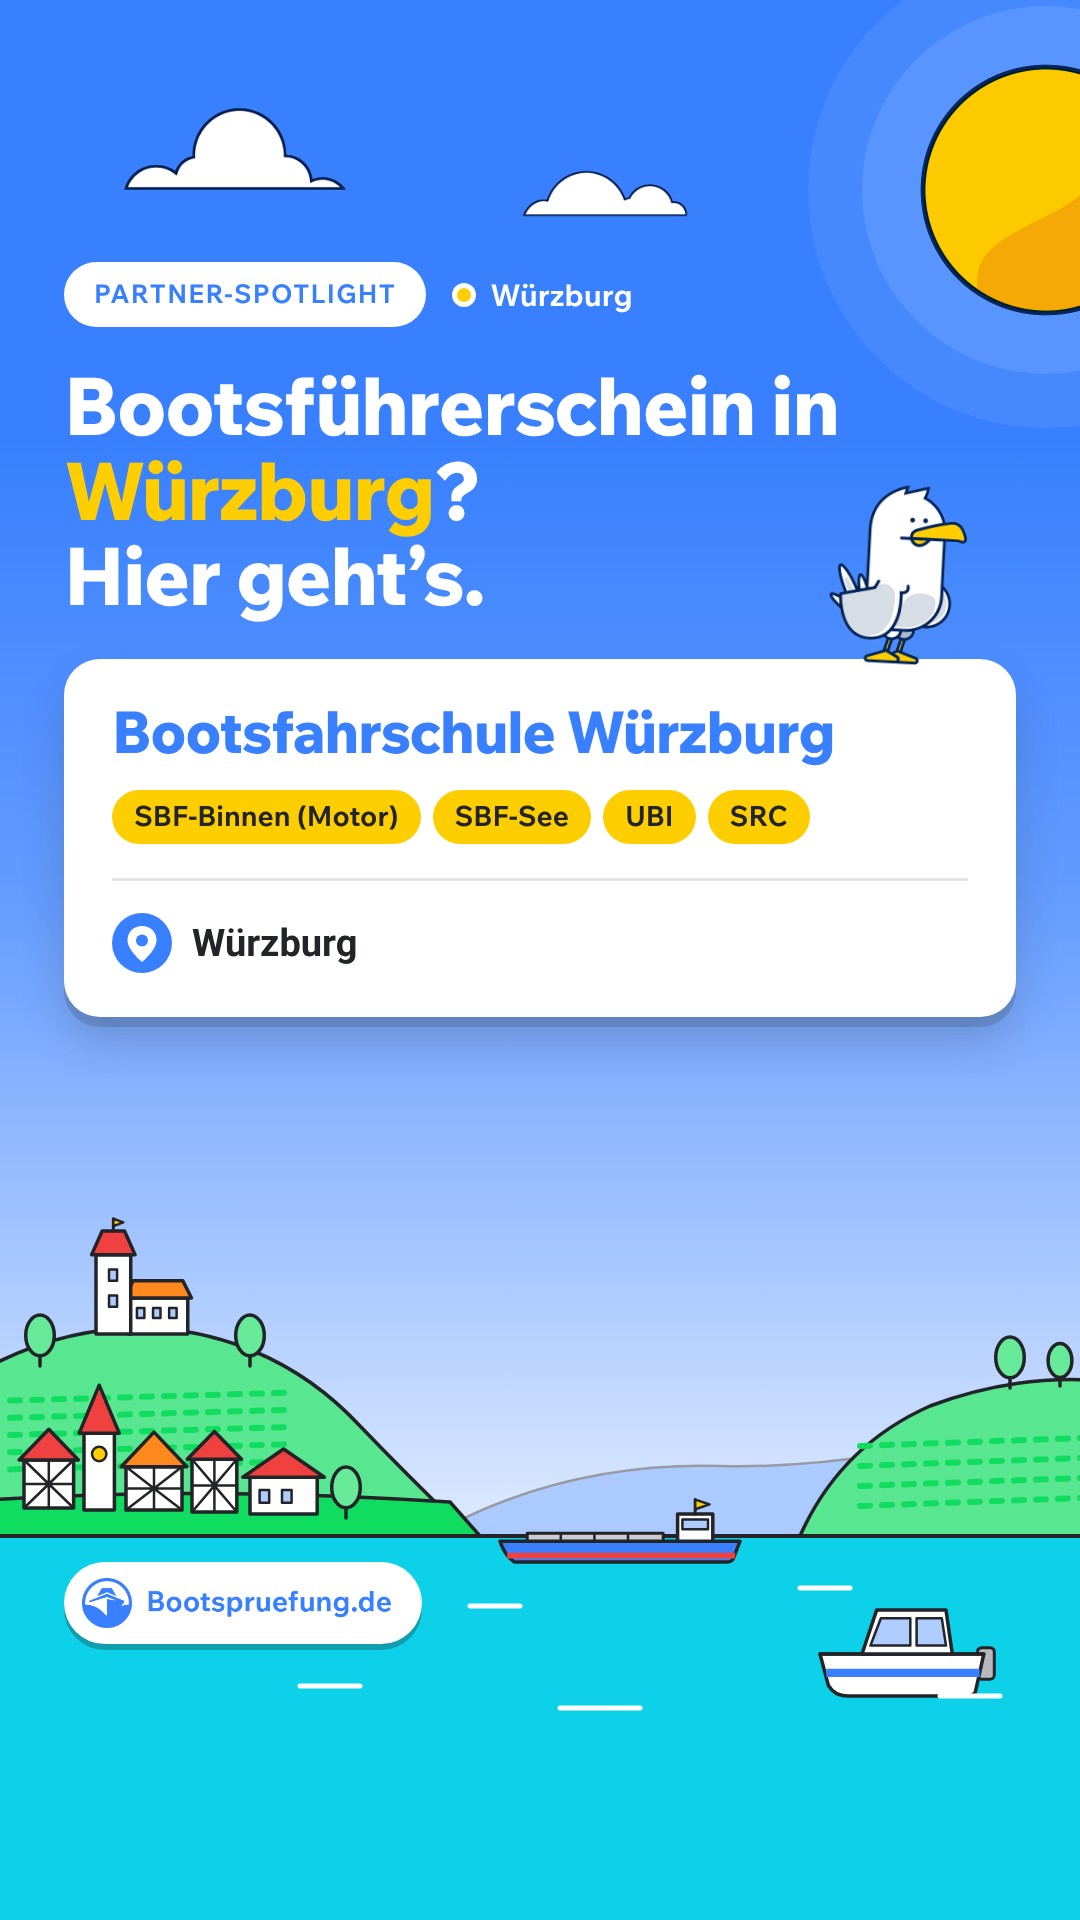 PARTNER-SPOTLIGHT
Würzburg
Bootsführerschein in
Würzburg?
Hier geht’s.
Bootsfahrschule Würzburg
SBF-Binnen (Motor) SBF-See UBI SRC
Würzburg
Bootspruefung.de